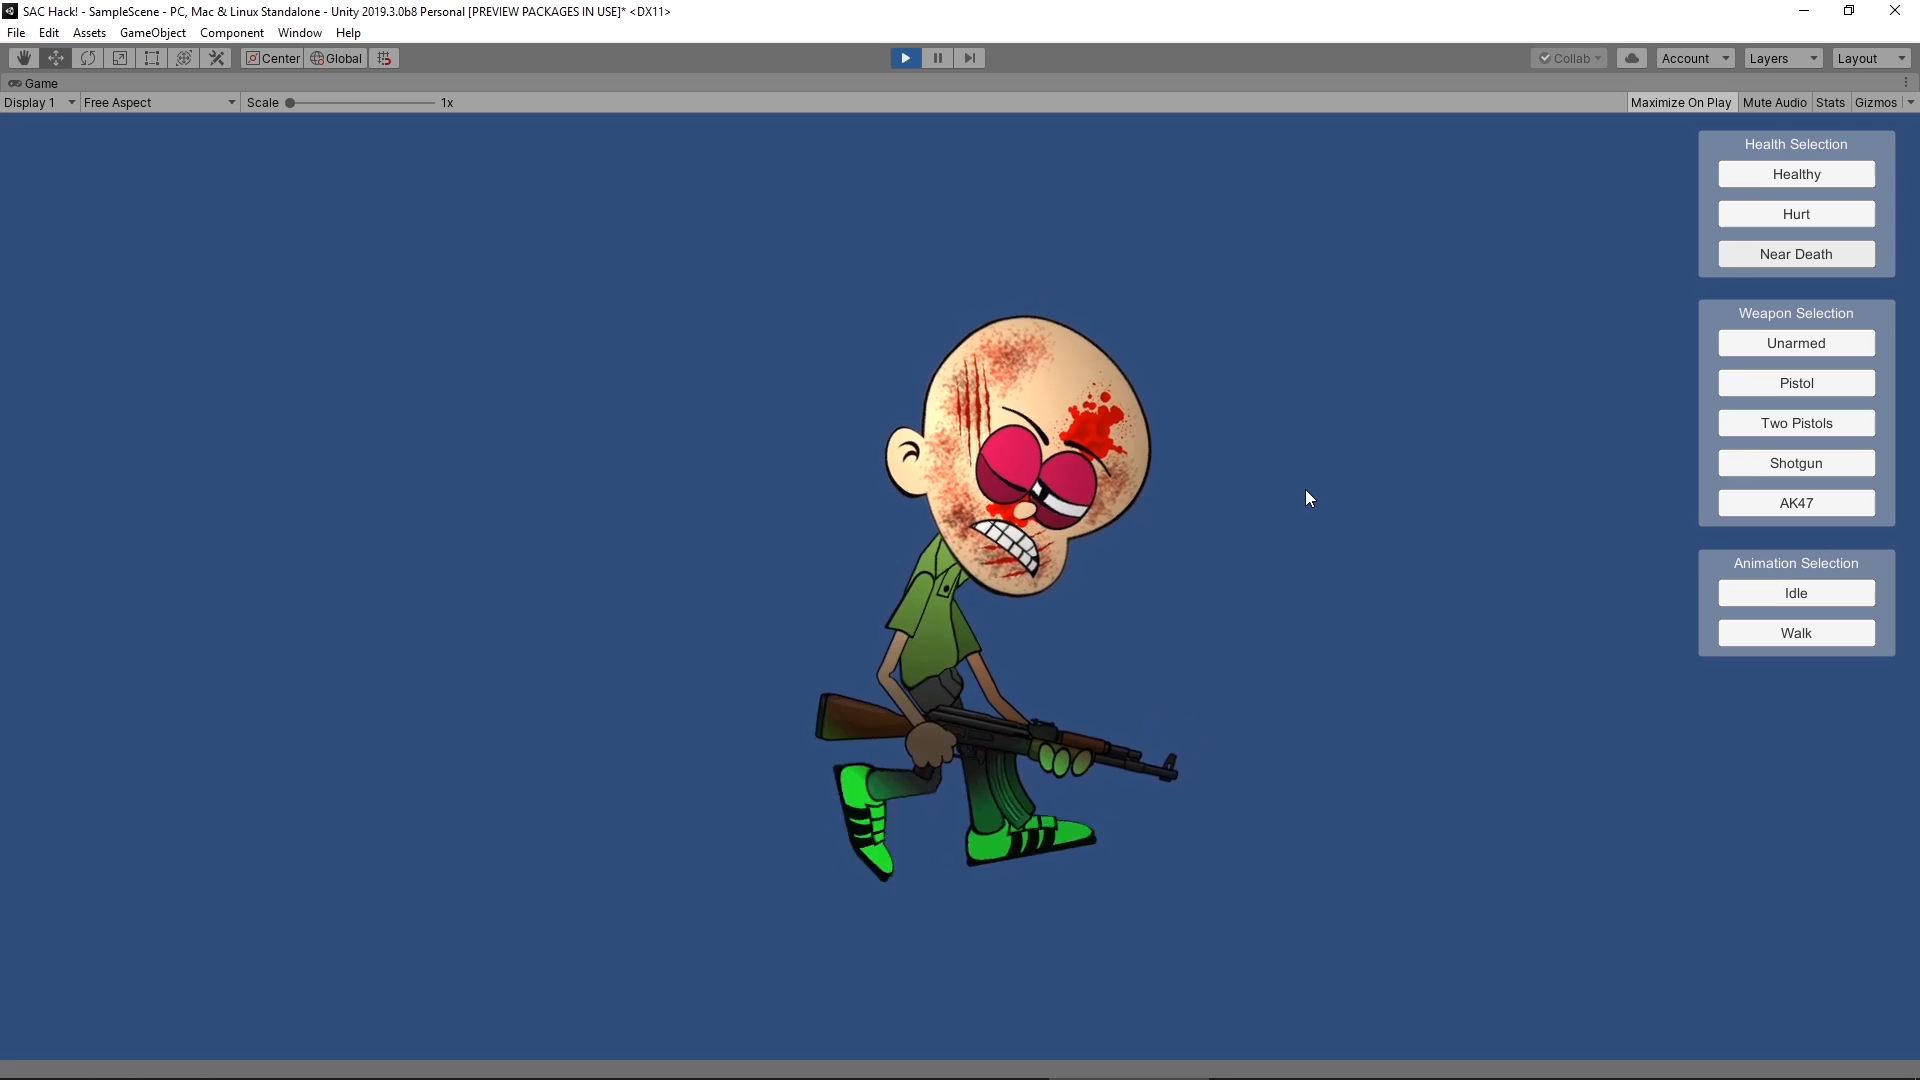 SAC Hack! - SampleScene - PC, Mac & Linux Standalone - Unity 2019.3.0b8 Personal [PREVIEW PACKAGES IN USE]* <DX11>
File Edit Assets GameObject Component Window Help
Center Global Collab Account Layers Layout
Game
Display 1 Free Aspect Scale 1x Maximize On Play Mute Audio Stats Gizmos
Health Selection
Healthy
Hurt
Near Death
Weapon Selection
Unarmed
Pistol
Two Pistols
Shotgun
AK47
Animation Selection
Idle
Walk